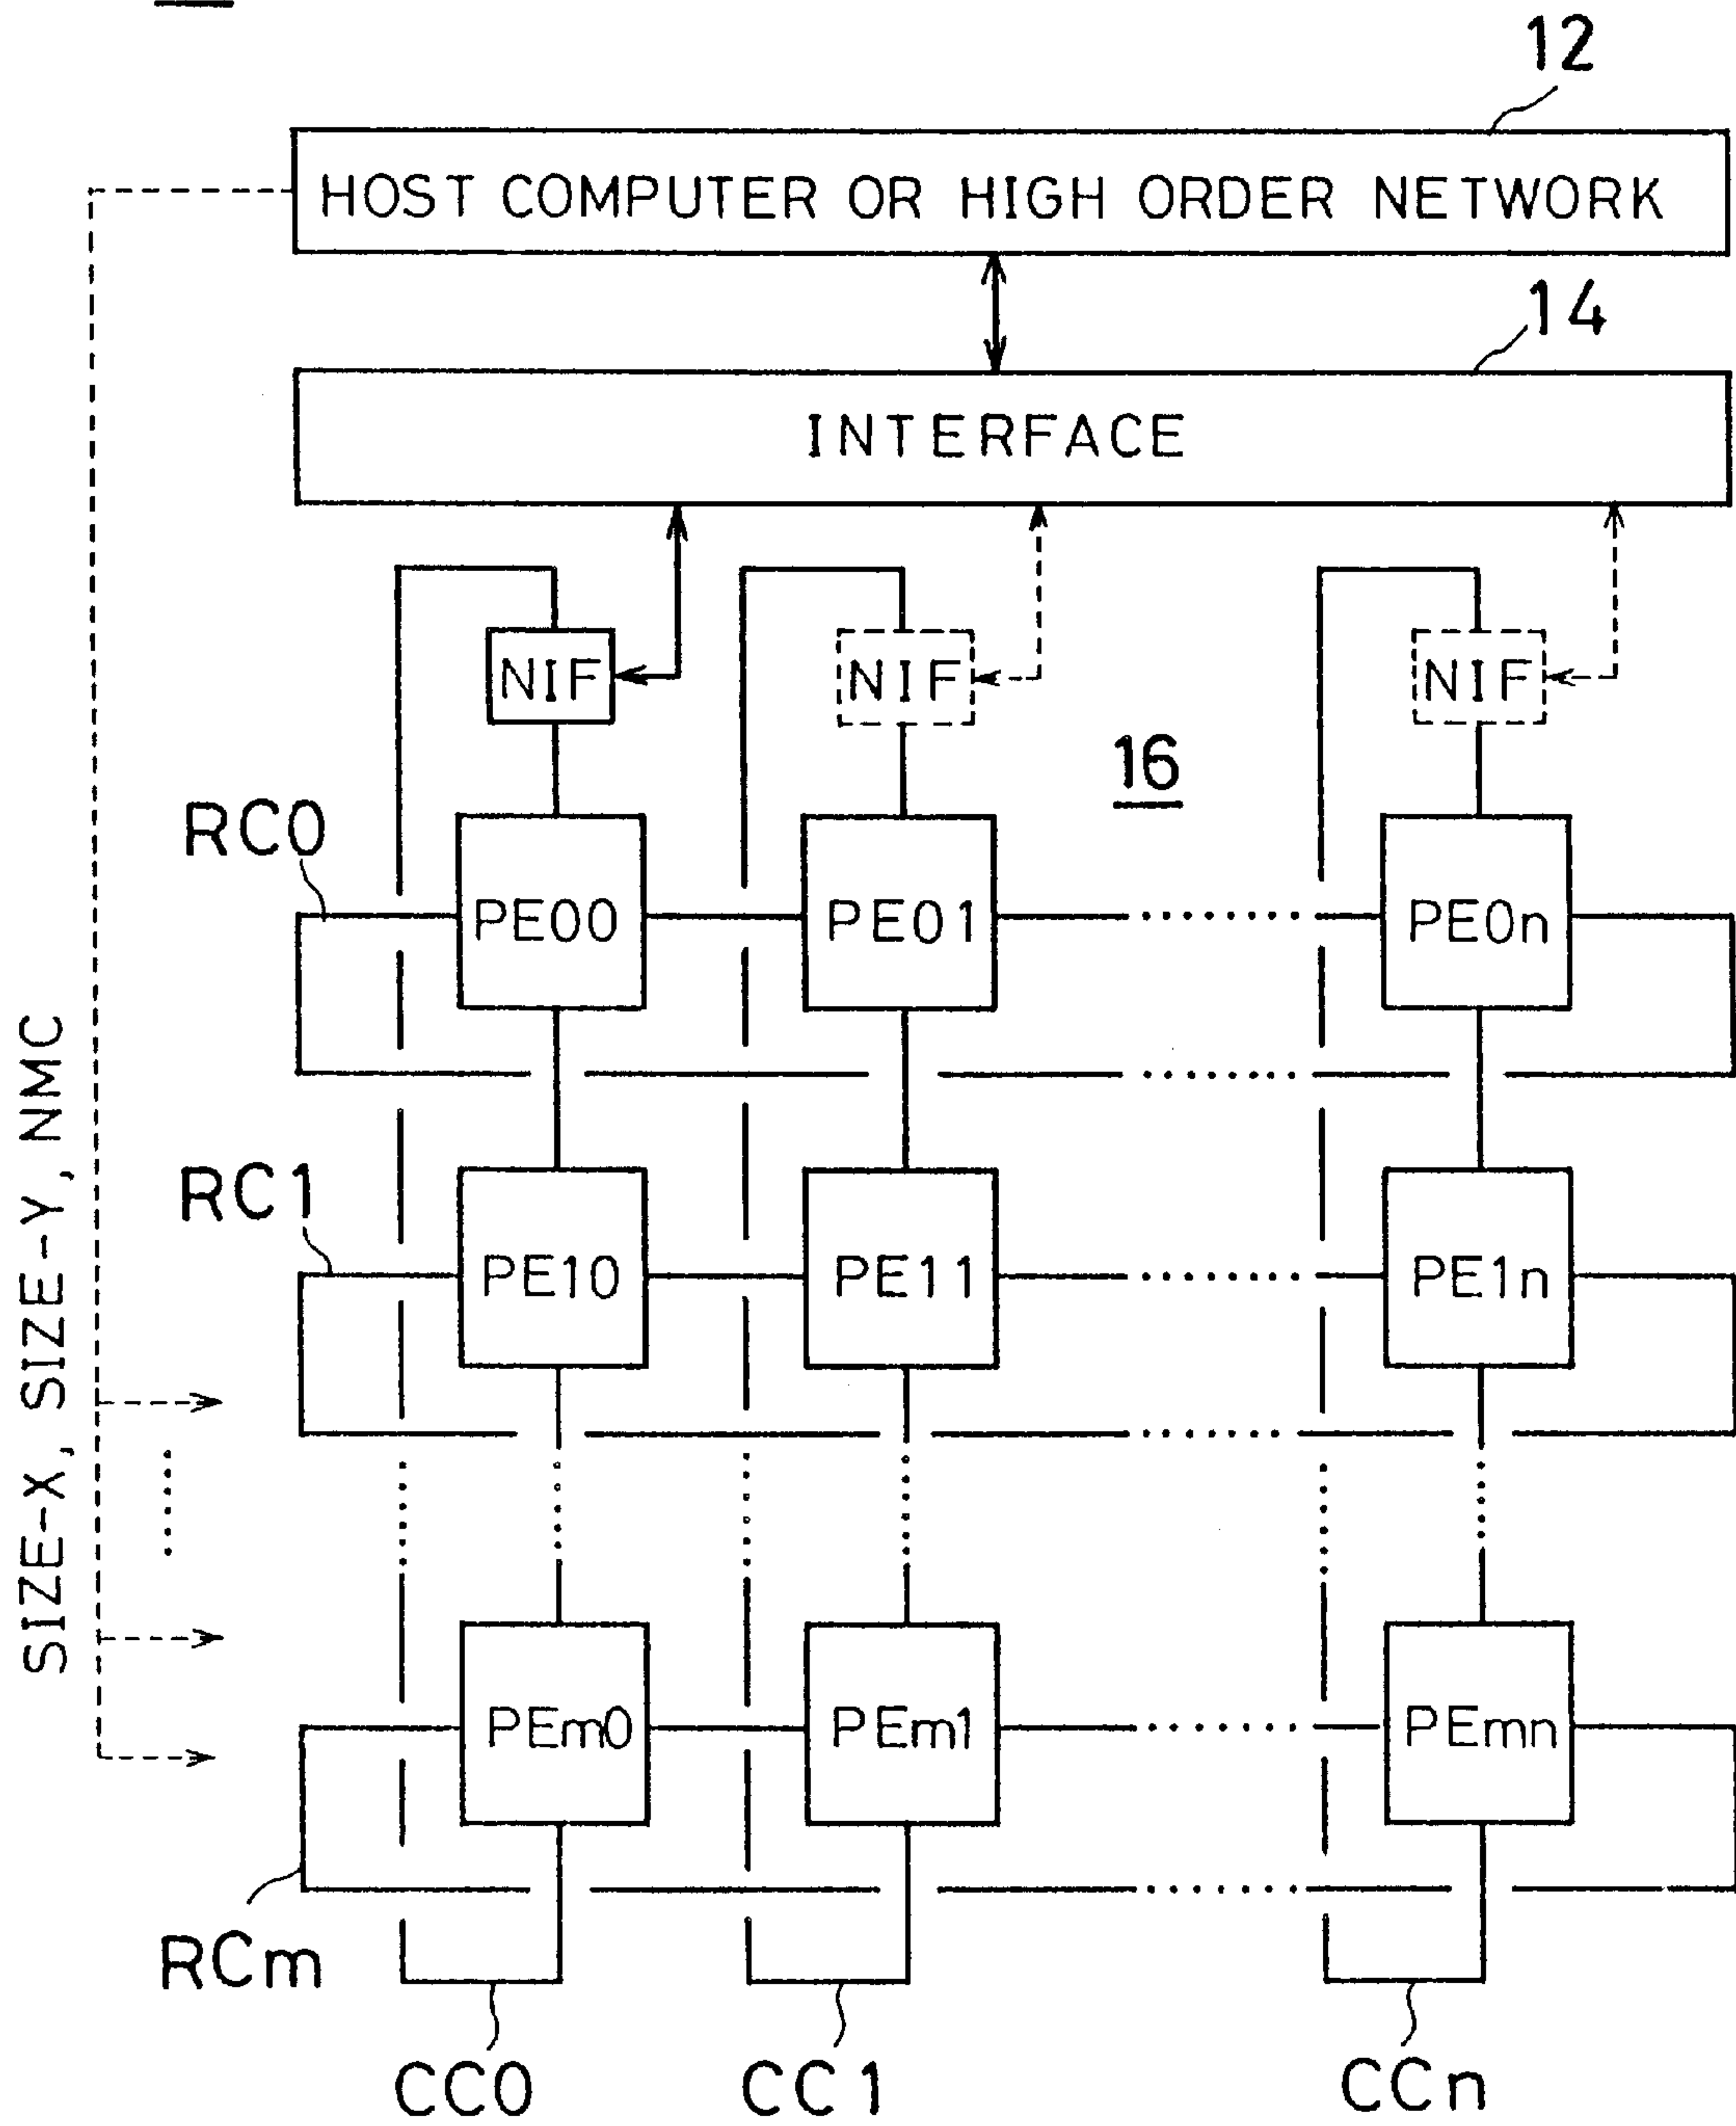 12
HOST COMPUTER OR HIGH ORDER NETWORK
14
INTERFACE
NIF NIF NIF
16
RC0
PE00 PE01 PE0n
SIZE-X, SIZE-Y, NMC
RC1
PE10 PE11 PE1n
PEm0 PEm1 PEmn
RCm
CC0 CC1 CCn